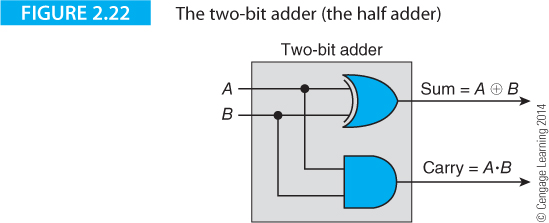 FIGURE 2.22 The two-bit adder (the half adder)
Two-bit adder
A
B
Sum = A ⊕ B
Carry = A·B
© Cengage Learning 2014